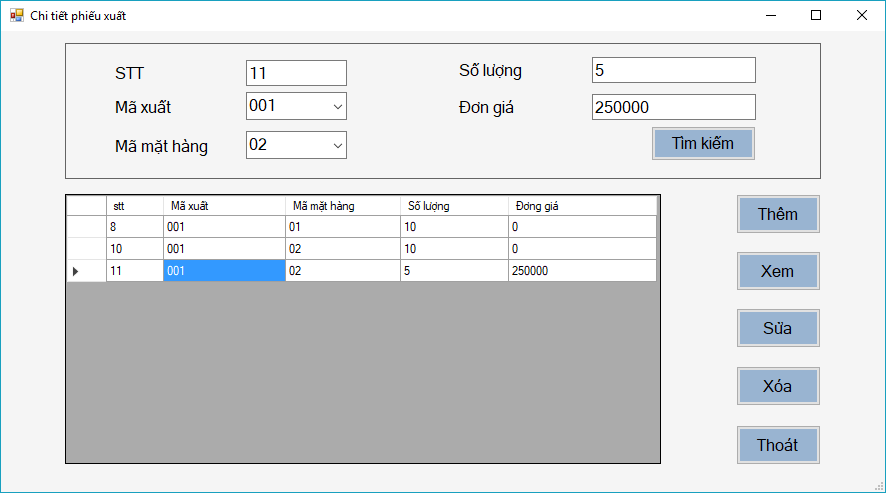 Chi tiết phiếu xuất
STT 11
Số lượng 5
Mã xuất 001
Đơn giá 250000
Mã mặt hàng 02
Tìm kiếm
stt Mã xuất Mã mặt hàng Số lượng Đơng giá
8 001 01 10 0
10 001 02 10 0
11 001 02 5 250000
Thêm
Xem
Sửa
Xóa
Thoát